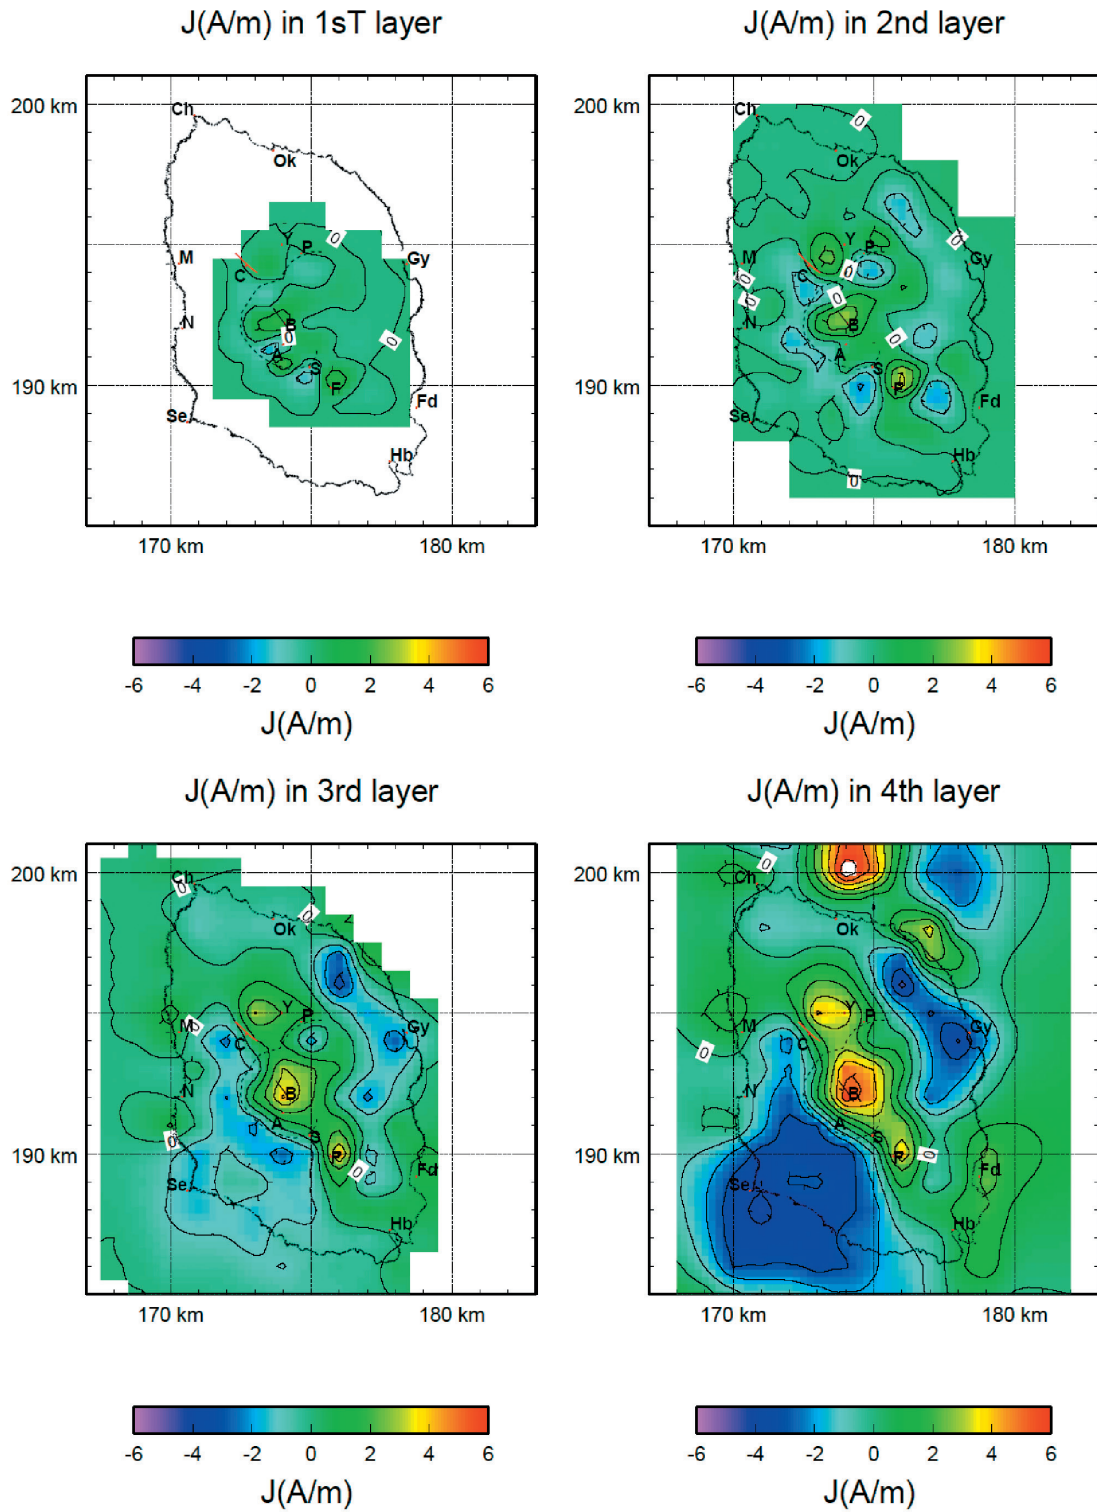 J(A/m) in 1sT layer
200 km
Ch
Ok
0
Y P
M
C
Gy
N
B
0
0
A
S
190 km
F
Fd
Se
Hb
170 km 180 km
-6 -4 -2 0 2 4 6
J(A/m)
J(A/m) in 2nd layer
200 km
Ch
0
Ok
Y P
0
M
C
0
Gy
0
0
0
N
B
0
A
S
190 km
F
Fd
Se
Hb
0
170 km 180 km
-6 -4 -2 0 2 4 6
J(A/m)
J(A/m) in 3rd layer
200 km
Ch
0
0
Ok
Y P
M
0
Gy
C
N
B
A
S
0
190 km
F
0
Fd
Se
Hb
170 km 180 km
-6 -4 -2 0 2 4 6
J(A/m)
J(A/m) in 4th layer
200 km
0
Ch
Ok
Y P
M
Gy
C
0
N
B
A
S
190 km
F
0
Fd
Se
Hb
170 km 180 km
-6 -4 -2 0 2 4 6
J(A/m)